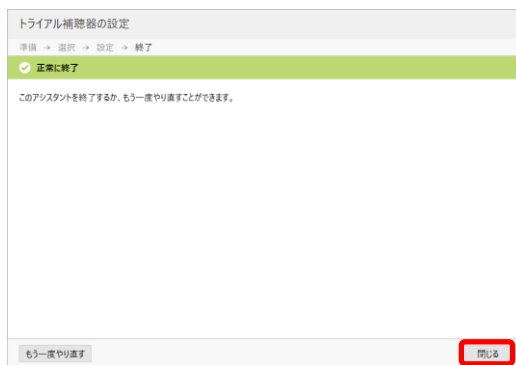 トライアル補聴器の設定
準備 → 選択 → 設定 → 終了
正常に終了
このアシスタントを終了するか、もう一度やり直すことができます。
もう一度やり直す
閉じる